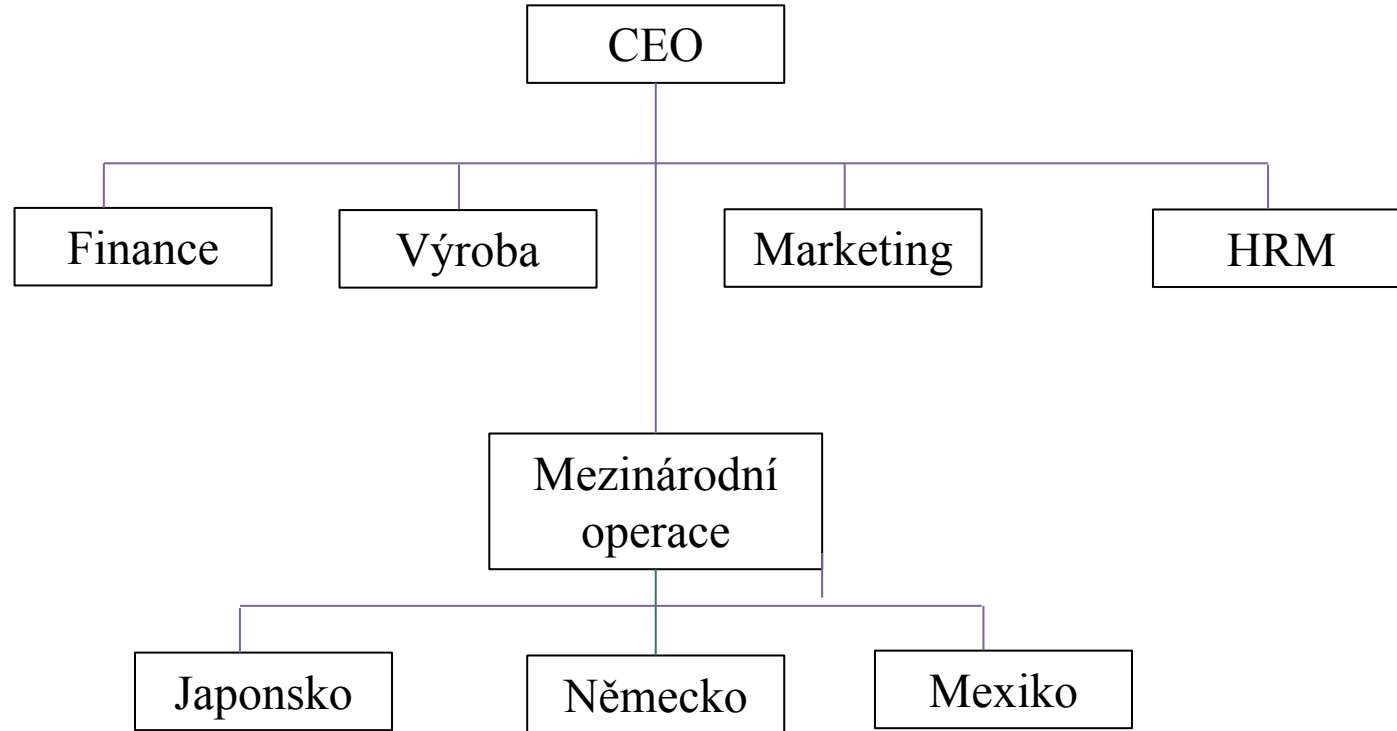 CEO
Finance
Výroba
Marketing
HRM
Mezinárodní
operace
Japonsko
Německo
Mexiko